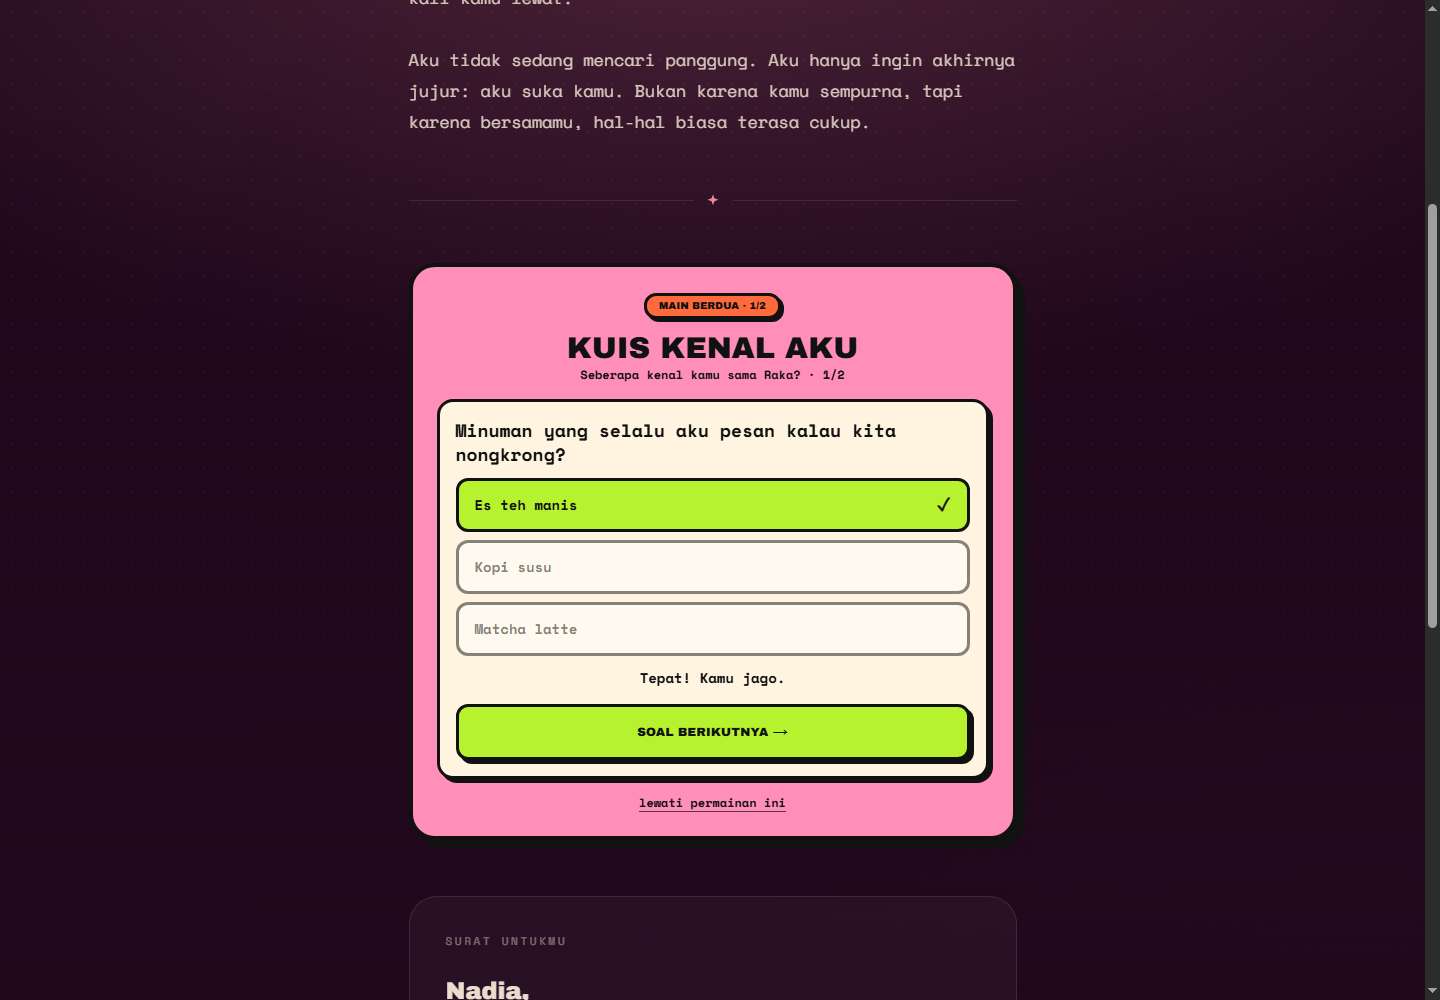 kali kamu lewat.
Aku tidak sedang mencari panggung. Aku hanya ingin akhirnya
jujur: aku suka kamu. Bukan karena kamu sempurna, tapi
karena bersamamu, hal-hal biasa terasa cukup.
MAIN BERDUA · 1/2
KUIS KENAL AKU
Seberapa kenal kamu sama Raka? · 1/2
Minuman yang selalu aku pesan kalau kita
nongkrong?
Es teh manis ✓
Kopi susu
Matcha latte
Tepat! Kamu jago.
SOAL BERIKUTNYA →
lewati permainan ini
SURAT UNTUKMU
Nadia,